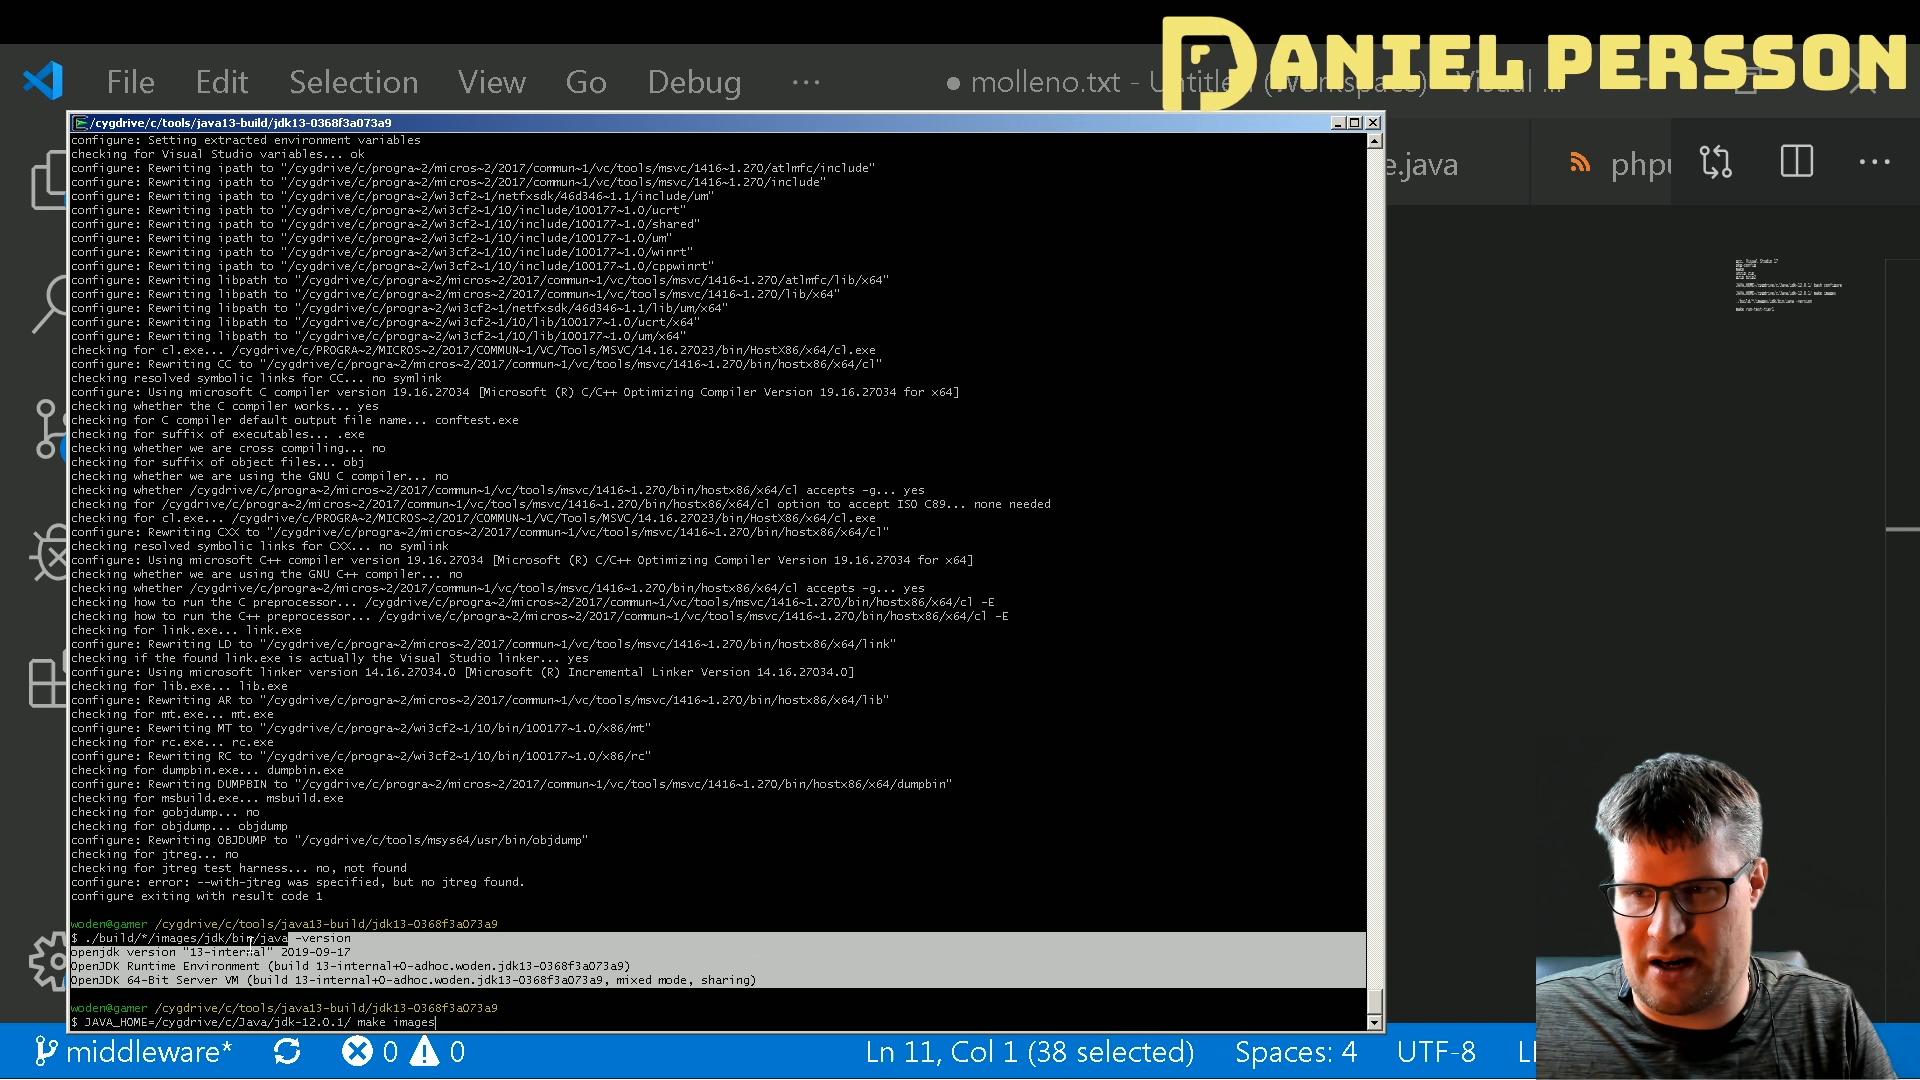 DANIEL PERSSON
File Edit Selection View Go Debug ···
● molleno.txt - Untitled (Workspace) - Visual ...
/cygdrive/c/tools/java13-build/jdk13-0368f3a073a9
e.java
phpu
configure: Setting extracted environment variables
checking for Visual Studio variables... ok
configure: Rewriting ipath to "/cygdrive/c/progra~2/micros~2/2017/commun~1/vc/tools/msvc/1416~1.270/atlmfc/include"
configure: Rewriting ipath to "/cygdrive/c/progra~2/micros~2/2017/commun~1/vc/tools/msvc/1416~1.270/include"
configure: Rewriting ipath to "/cygdrive/c/progra~2/wi3cf2~1/netfxsdk/46d346~1.1/include/um"
configure: Rewriting ipath to "/cygdrive/c/progra~2/wi3cf2~1/10/include/100177~1.0/ucrt"
configure: Rewriting ipath to "/cygdrive/c/progra~2/wi3cf2~1/10/include/100177~1.0/shared"
configure: Rewriting ipath to "/cygdrive/c/progra~2/wi3cf2~1/10/include/100177~1.0/um"
configure: Rewriting ipath to "/cygdrive/c/progra~2/wi3cf2~1/10/include/100177~1.0/winrt"
configure: Rewriting ipath to "/cygdrive/c/progra~2/wi3cf2~1/10/include/100177~1.0/cppwinrt"
configure: Rewriting libpath to "/cygdrive/c/progra~2/micros~2/2017/commun~1/vc/tools/msvc/1416~1.270/atlmfc/lib/x64"
configure: Rewriting libpath to "/cygdrive/c/progra~2/micros~2/2017/commun~1/vc/tools/msvc/1416~1.270/lib/x64"
configure: Rewriting libpath to "/cygdrive/c/progra~2/wi3cf2~1/netfxsdk/46d346~1.1/lib/um/x64"
configure: Rewriting libpath to "/cygdrive/c/progra~2/wi3cf2~1/10/lib/100177~1.0/ucrt/x64"
configure: Rewriting libpath to "/cygdrive/c/progra~2/wi3cf2~1/10/lib/100177~1.0/um/x64"
checking for cl.exe... /cygdrive/c/PROGRA~2/MICROS~2/2017/COMMUN~1/VC/Tools/MSVC/14.16.27023/bin/HostX86/x64/cl.exe
configure: Rewriting CC to "/cygdrive/c/progra~2/micros~2/2017/commun~1/vc/tools/msvc/1416~1.270/bin/hostx86/x64/cl"
checking resolved symbolic links for CC... no symlink
configure: Using microsoft C compiler version 19.16.27034 [Microsoft (R) C/C++ Optimizing Compiler Version 19.16.27034 for x64]
checking whether the C compiler works... yes
checking for C compiler default output file name... conftest.exe
checking for suffix of executables... .exe
checking whether we are cross compiling... no
checking for suffix of object files... obj
checking whether we are using the GNU C compiler... no
checking whether /cygdrive/c/progra~2/micros~2/2017/commun~1/vc/tools/msvc/1416~1.270/bin/hostx86/x64/cl accepts -g... yes
checking for /cygdrive/c/progra~2/micros~2/2017/commun~1/vc/tools/msvc/1416~1.270/bin/hostx86/x64/cl option to accept ISO C89... none needed
checking for cl.exe... /cygdrive/c/PROGRA~2/MICROS~2/2017/COMMUN~1/VC/Tools/MSVC/14.16.27023/bin/HostX86/x64/cl.exe
configure: Rewriting CXX to "/cygdrive/c/progra~2/micros~2/2017/commun~1/vc/tools/msvc/1416~1.270/bin/hostx86/x64/cl"
checking resolved symbolic links for CXX... no symlink
configure: Using microsoft C++ compiler version 19.16.27034 [Microsoft (R) C/C++ Optimizing Compiler Version 19.16.27034 for x64]
checking whether we are using the GNU C++ compiler... no
checking whether /cygdrive/c/progra~2/micros~2/2017/commun~1/vc/tools/msvc/1416~1.270/bin/hostx86/x64/cl accepts -g... yes
checking how to run the C preprocessor... /cygdrive/c/progra~2/micros~2/2017/commun~1/vc/tools/msvc/1416~1.270/bin/hostx86/x64/cl -E
checking how to run the C++ preprocessor... /cygdrive/c/progra~2/micros~2/2017/commun~1/vc/tools/msvc/1416~1.270/bin/hostx86/x64/cl -E
checking for link.exe... link.exe
configure: Rewriting LD to "/cygdrive/c/progra~2/micros~2/2017/commun~1/vc/tools/msvc/1416~1.270/bin/hostx86/x64/link"
checking if the found link.exe is actually the Visual Studio linker... yes
configure: Using microsoft linker version 14.16.27034.0 [Microsoft (R) Incremental Linker Version 14.16.27034.0]
checking for lib.exe... lib.exe
configure: Rewriting AR to "/cygdrive/c/progra~2/micros~2/2017/commun~1/vc/tools/msvc/1416~1.270/bin/hostx86/x64/lib"
checking for mt.exe... mt.exe
configure: Rewriting MT to "/cygdrive/c/progra~2/wi3cf2~1/10/bin/100177~1.0/x86/mt"
checking for rc.exe... rc.exe
configure: Rewriting RC to "/cygdrive/c/progra~2/wi3cf2~1/10/bin/100177~1.0/x86/rc"
checking for dumpbin.exe... dumpbin.exe
configure: Rewriting DUMPBIN to "/cygdrive/c/progra~2/micros~2/2017/commun~1/vc/tools/msvc/1416~1.270/bin/hostx86/x64/dumpbin"
checking for msbuild.exe... msbuild.exe
checking for gobjdump... no
checking for objdump... objdump
configure: Rewriting OBJDUMP to "/cygdrive/c/tools/msys64/usr/bin/objdump"
checking for jtreg... no
checking for jtreg test harness... no, not found
configure: error: --with-jtreg was specified, but no jtreg found.
configure exiting with result code 1
woden@gamer /cygdrive/c/tools/java13-build/jdk13-0368f3a073a9
$ ./build/*/images/jdk/bin/java -version
openjdk version "13-internal" 2019-09-17
OpenJDK Runtime Environment (build 13-internal+0-adhoc.woden.jdk13-0368f3a073a9)
OpenJDK 64-Bit Server VM (build 13-internal+0-adhoc.woden.jdk13-0368f3a073a9, mixed mode, sharing)
woden@gamer /cygdrive/c/tools/java13-build/jdk13-0368f3a073a9
$ JAVA_HOME=/cygdrive/c/Java/jdk-12.0.1/ make images
middleware* 0 0 Ln 11, Col 1 (38 selected) Spaces: 4 UTF-8